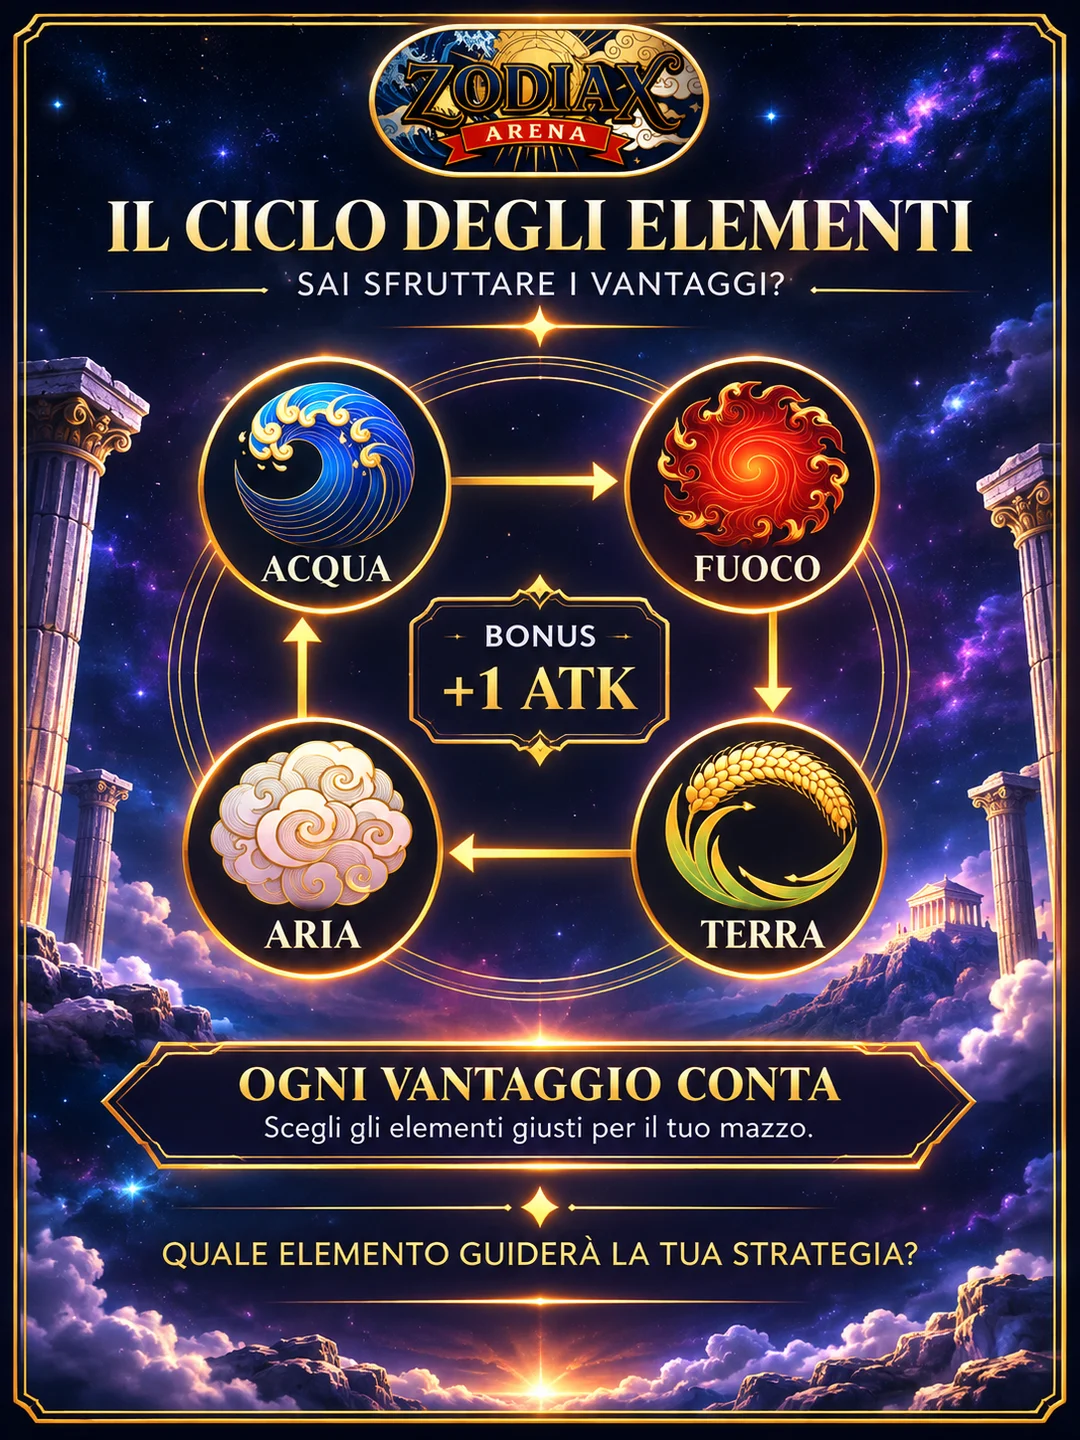 ZODIAX
ARENA
IL CICLO DEGLI ELEMENTI
SAI SFRUTTARE I VANTAGGI?
ACQUA
FUOCO
BONUS
+1 ATK
ARIA
TERRA
OGNI VANTAGGIO CONTA
Scegli gli elementi giusti per il tuo mazzo.
QUALE ELEMENTO GUIDERÀ LA TUA STRATEGIA?